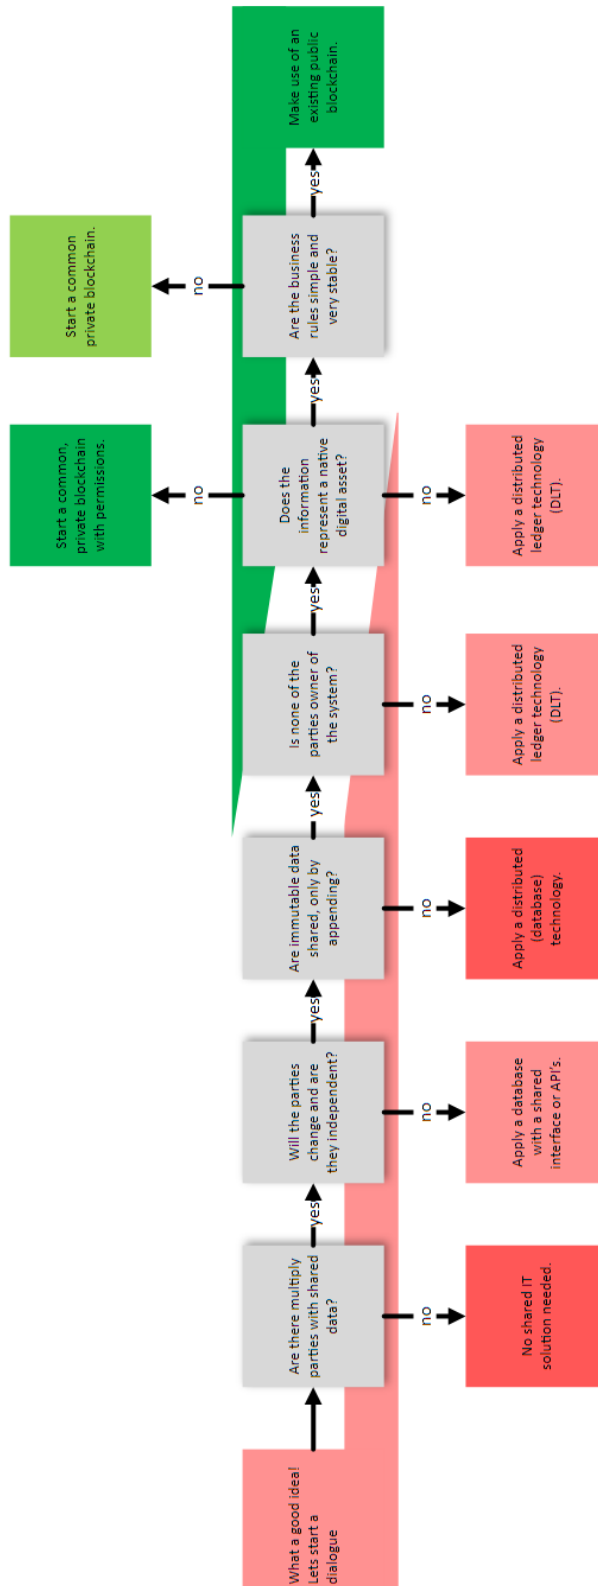 What a good idea!
Lets start a
dialogue
Are there multiply
parties with shared
data?
yes
no
No shared IT
solution needed.
Will the parties
change and are
they independent?
yes
no
Apply a database
with a shared
interface or API's.
Are immutable data
shared, only by
appending?
yes
no
Apply a distributed
(database)
technology.
Is none of the
parties owner of
the system?
yes
no
Apply a distributed
ledger technology
(DLT).
Does the
information
represent a native
digital asset?
yes
no
Start a common,
private blockchain
with permissions.
no
Apply a distributed
ledger technology
(DLT).
Are the business
rules simple and
very stable?
yes
no
Start a common
private blockchain.
Make use of an
existing public
blockchain.